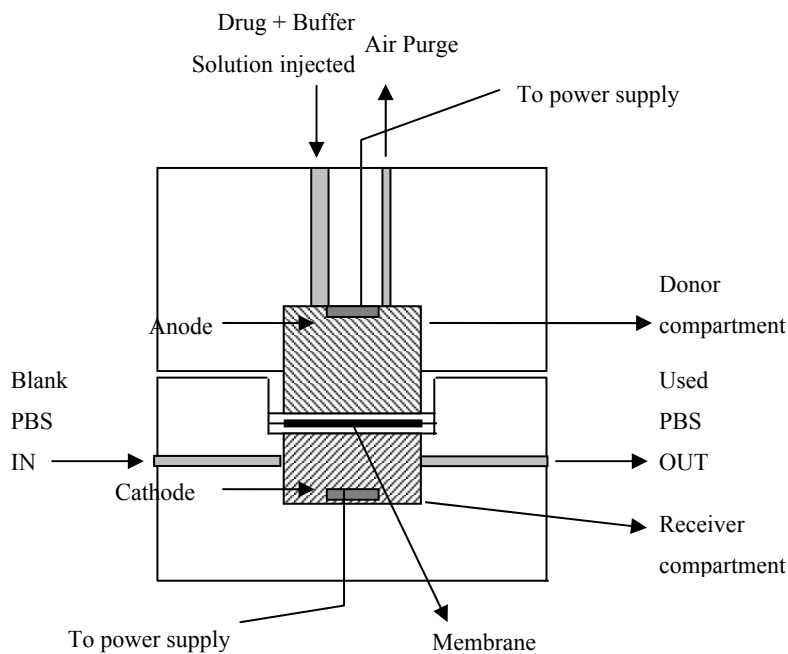 Drug + Buffer
Solution injected
Air Purge
To power supply
Donor
compartment
Anode
Blank
PBS
IN
Used
PBS
OUT
Cathode
Receiver
compartment
To power supply
Membrane